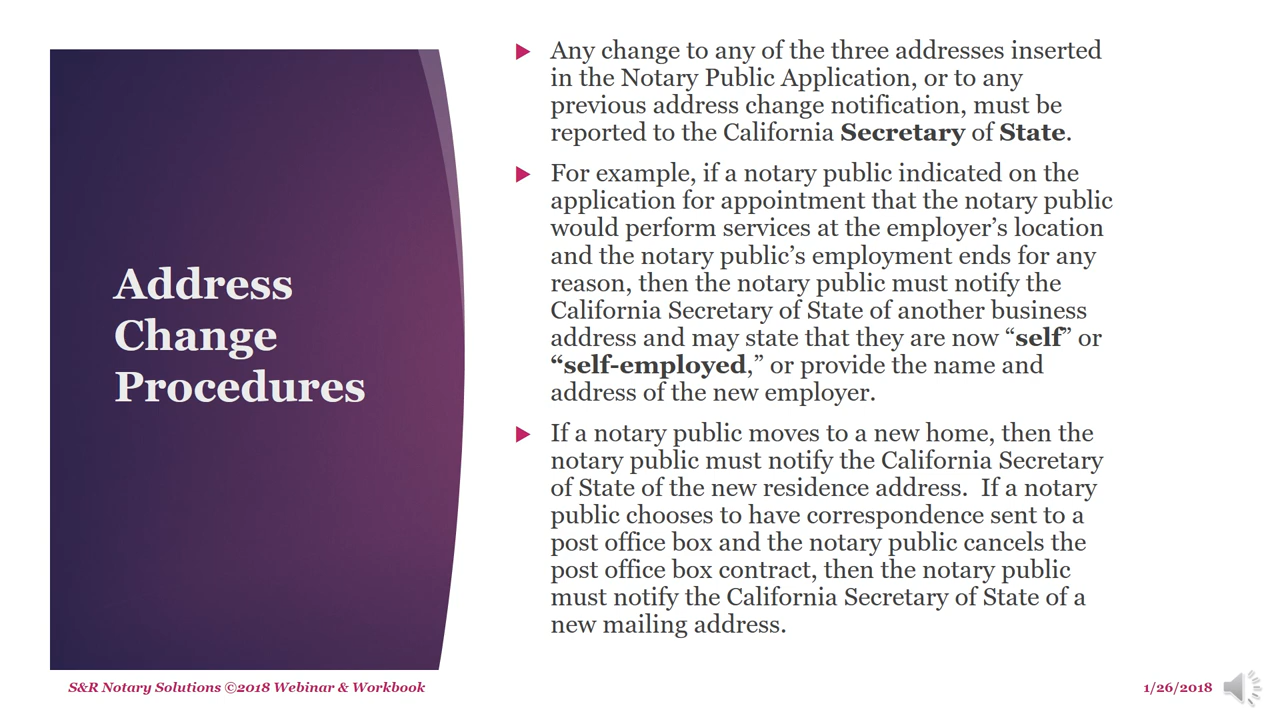 Address
Change
Procedures
Any change to any of the three addresses inserted
in the Notary Public Application, or to any
previous address change notification, must be
reported to the California Secretary of State.
For example, if a notary public indicated on the
application for appointment that the notary public
would perform services at the employer’s location
and the notary public’s employment ends for any
reason, then the notary public must notify the
California Secretary of State of another business
address and may state that they are now “self” or
“self-employed,” or provide the name and
address of the new employer.
If a notary public moves to a new home, then the
notary public must notify the California Secretary
of State of the new residence address.  If a notary
public chooses to have correspondence sent to a
post office box and the notary public cancels the
post office box contract, then the notary public
must notify the California Secretary of State of a
new mailing address.
S&R Notary Solutions ©2018 Webinar & Workbook
1/26/2018